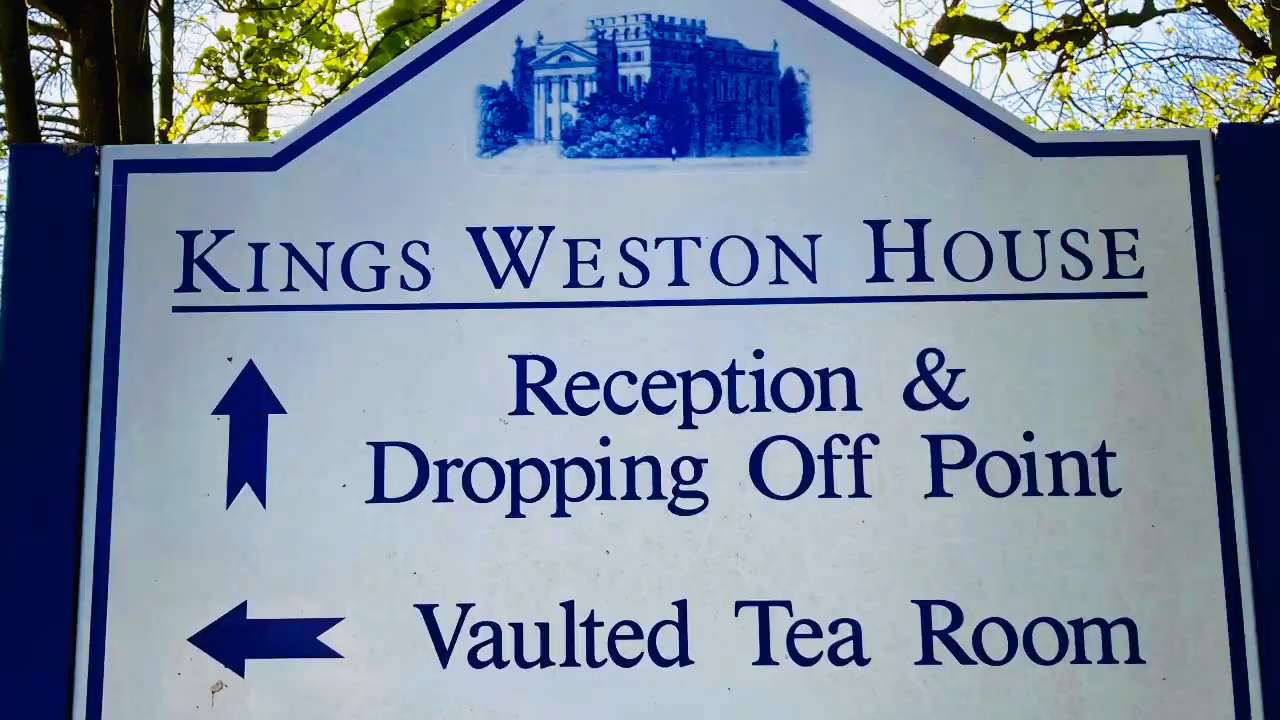 KINGS WESTON HOUSE
Reception &
Dropping Off Point
Vaulted Tea Room